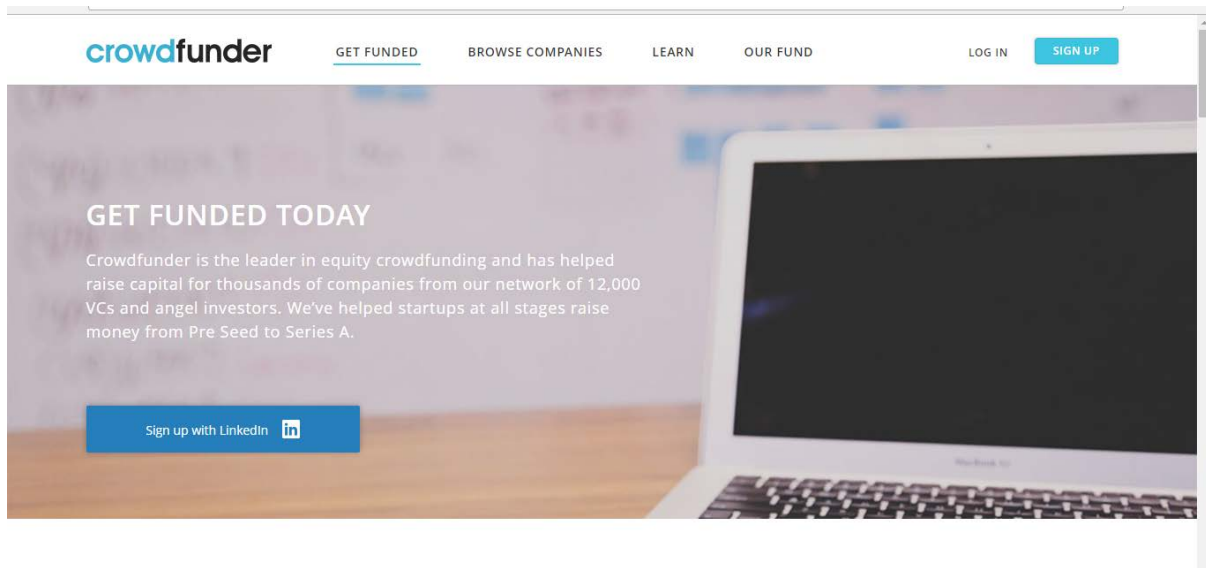 crowdfunder
GET FUNDED BROWSE COMPANIES LEARN OUR FUND LOG IN SIGN UP
GET FUNDED TODAY
Crowdfunder is the leader in equity crowdfunding and has helped
raise capital for thousands of companies from our network of 12,000
VCs and angel investors. We've helped startups at all stages raise
money from Pre Seed to Series A.
Sign up with LinkedIn in
MacBook Air